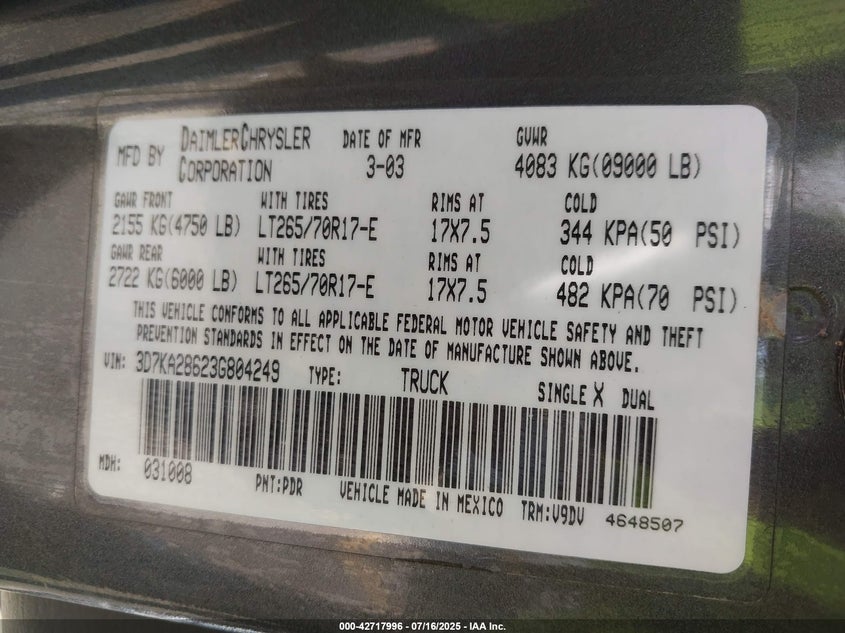 MFD BY DAIMLERCHRYSLER CORPORATION
DATE OF MFR 3-03
GVWR 4083 KG(09000 LB)
GAWR FRONT WITH TIRES RIMS AT COLD
2155 KG(4750 LB) LT265/70R17-E 17X7.5 344 KPA(50 PSI)
GAWR REAR WITH TIRES RIMS AT COLD
2722 KG(6000 LB) LT265/70R17-E 17X7.5 482 KPA(70 PSI)
THIS VEHICLE CONFORMS TO ALL APPLICABLE FEDERAL MOTOR VEHICLE SAFETY AND THEFT
PREVENTION STANDARDS IN EFFECT ON THE DATE OF MANUFACTURE SHOWN ABOVE.
VIN: 3D7KA28623G804249 TYPE: TRUCK SINGLE X DUAL
MDH: 031008 PNT:PDR VEHICLE MADE IN MEXICO TRM:V9DV 4648507
000-42717996 - 07/16/2025 - IAA Inc.